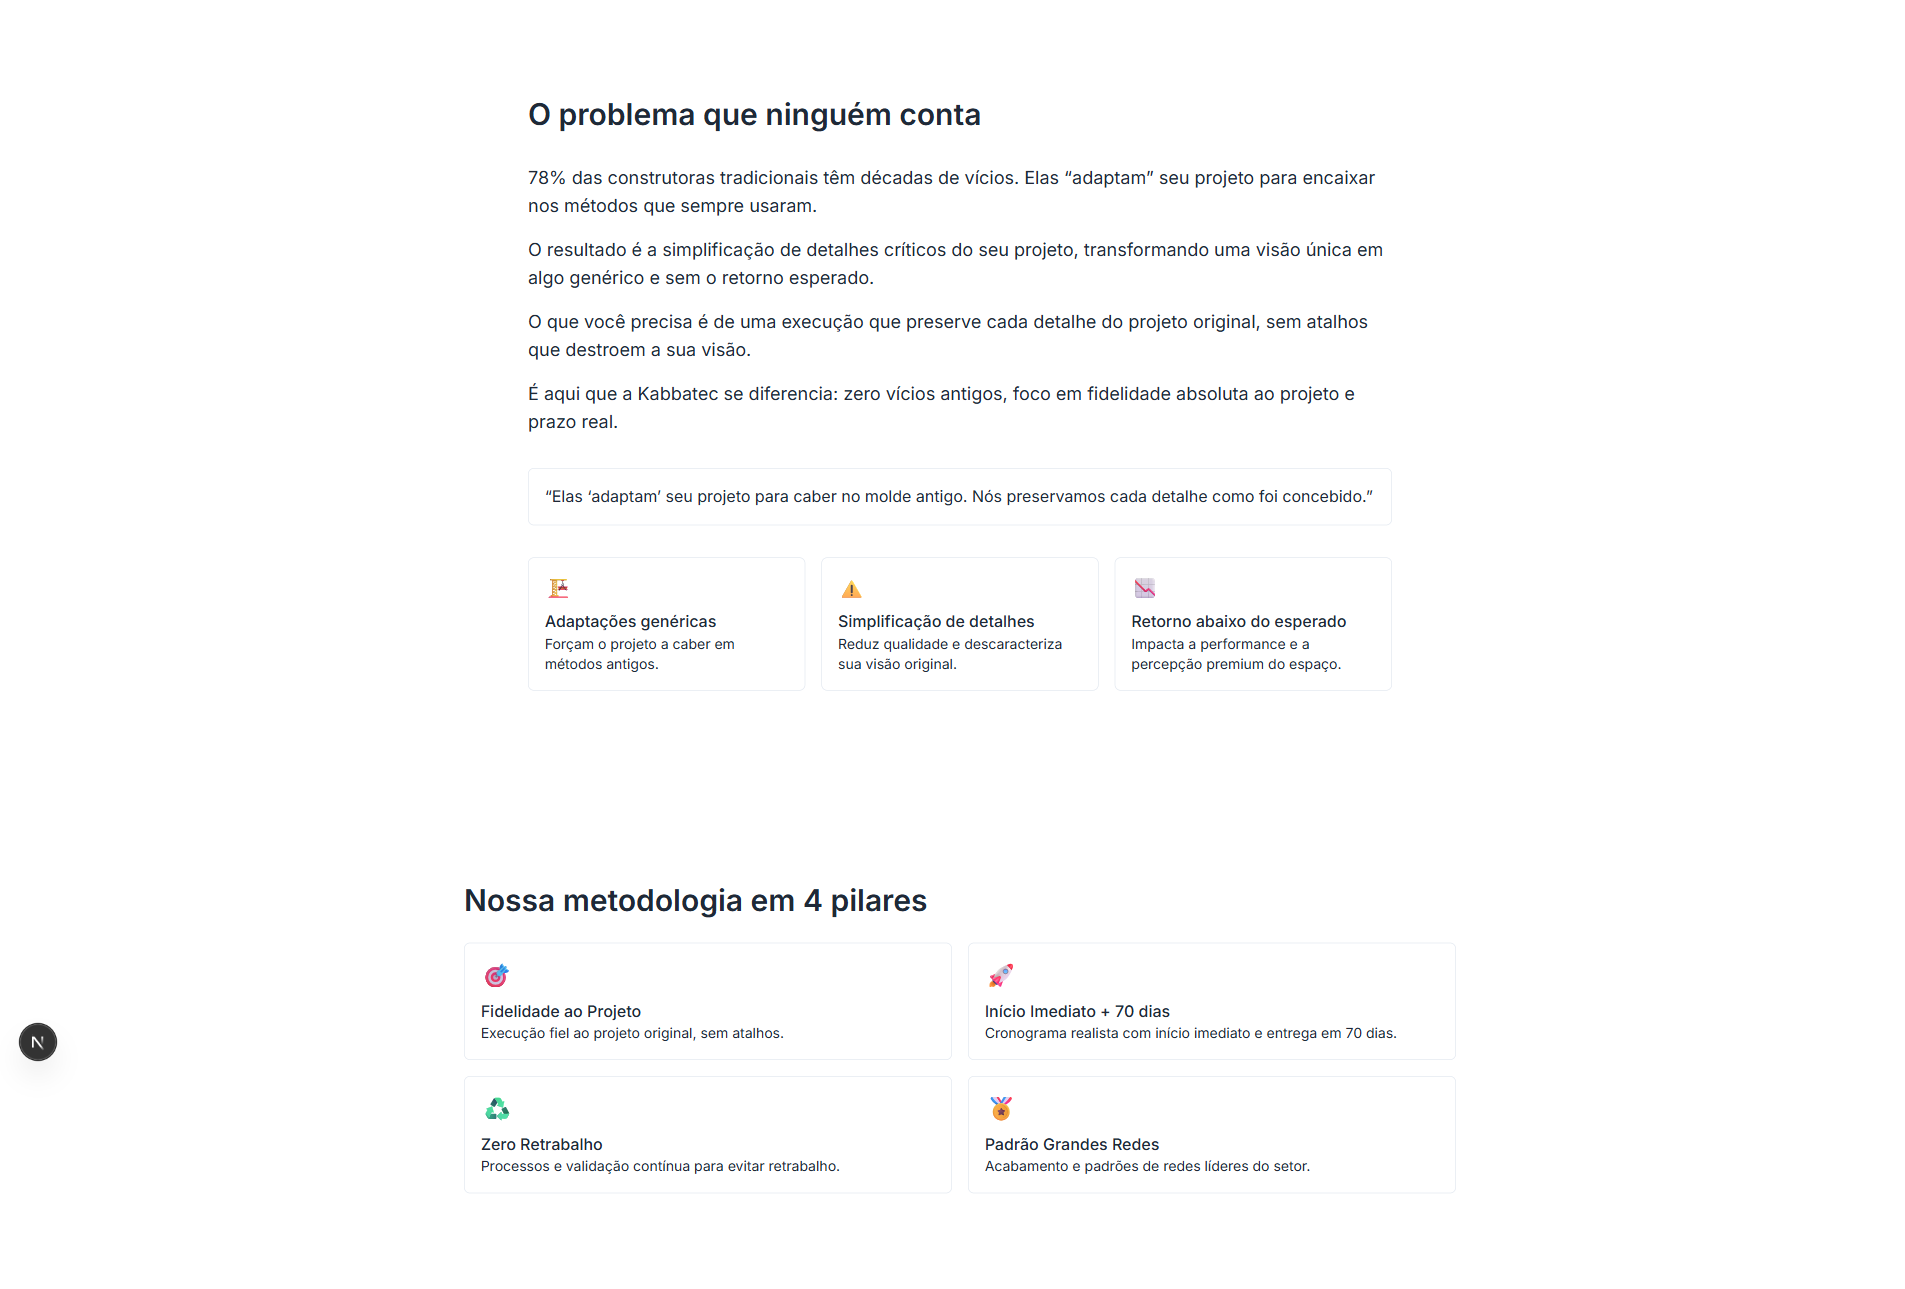 O problema que ninguém conta
78% das construtoras tradicionais têm décadas de vícios. Elas “adaptam” seu projeto para encaixar
nos métodos que sempre usaram.
O resultado é a simplificação de detalhes críticos do seu projeto, transformando uma visão única em
algo genérico e sem o retorno esperado.
O que você precisa é de uma execução que preserve cada detalhe do projeto original, sem atalhos
que destroem a sua visão.
É aqui que a Kabbatec se diferencia: zero vícios antigos, foco em fidelidade absoluta ao projeto e
prazo real.
“Elas ‘adaptam’ seu projeto para caber no molde antigo. Nós preservamos cada detalhe como foi concebido.”
Adaptações genéricas
Forçam o projeto a caber em
métodos antigos.
Simplificação de detalhes
Reduz qualidade e descaracteriza
sua visão original.
Retorno abaixo do esperado
Impacta a performance e a
percepção premium do espaço.
Nossa metodologia em 4 pilares
Fidelidade ao Projeto
Execução fiel ao projeto original, sem atalhos.
Início Imediato + 70 dias
Cronograma realista com início imediato e entrega em 70 dias.
N
Zero Retrabalho
Processos e validação contínua para evitar retrabalho.
Padrão Grandes Redes
Acabamento e padrões de redes líderes do setor.